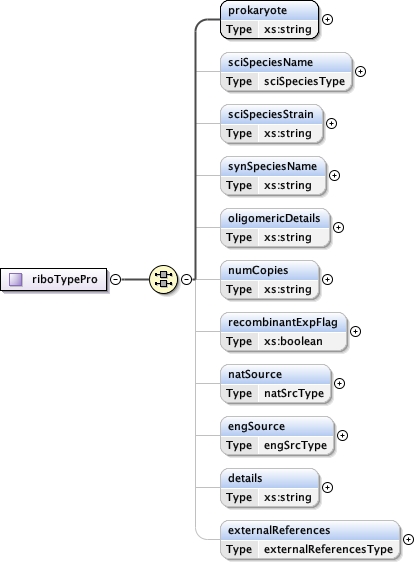 prokaryote
Type xs:string
sciSpeciesName
Type sciSpeciesType
sciSpeciesStrain
Type xs:string
synSpeciesName
Type xs:string
oligomericDetails
Type xs:string
riboTypePro
numCopies
Type xs:string
recombinantExpFlag
Type xs:boolean
natSource
Type natSrcType
engSource
Type engSrcType
details
Type xs:string
externalReferences
Type externalReferencesType